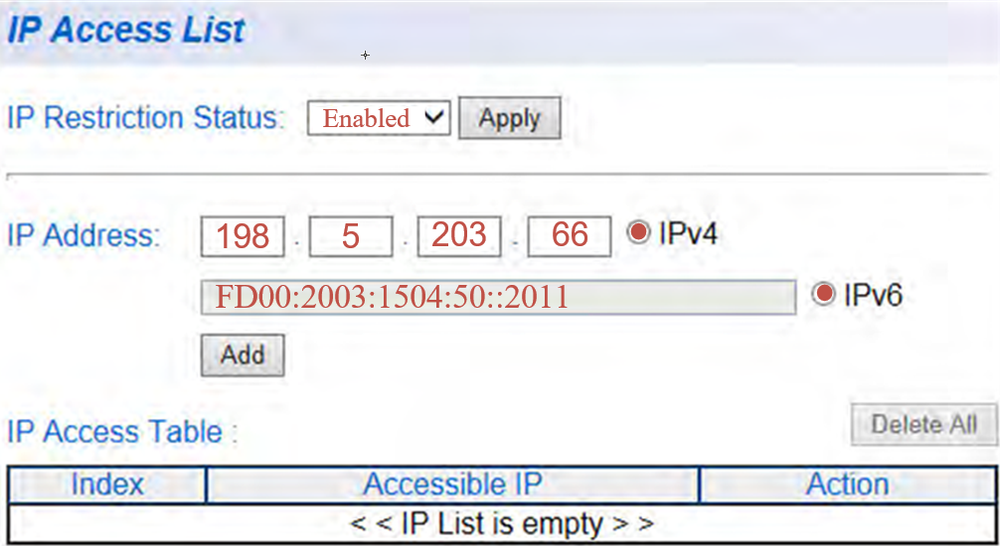 IP Access List
IP Restriction Status: Enabled Apply
IP Address: 198 . 5 . 203 . 66 IPv4
FD00:2003:1504:50::2011 IPv6
Add
IP Access Table : Delete All
Index Accessible IP Action
< < IP List is empty > >